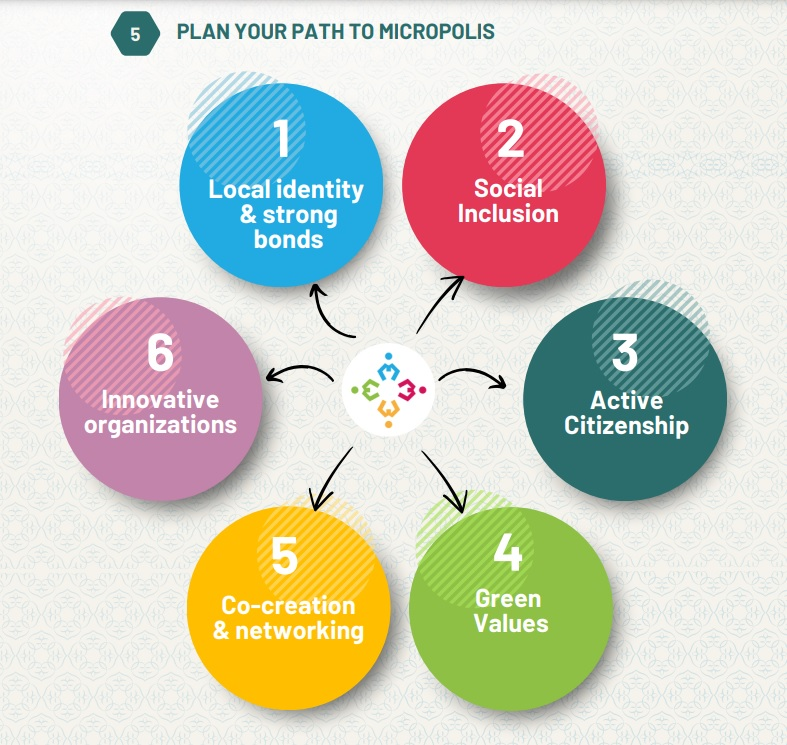 5
PLAN YOUR PATH TO MICROPOLIS
1
Local identity
& strong
bonds
2
Social
Inclusion
3
Active
Citizenship
4
Green
Values
5
Co-creation
& networking
6
Innovative
organizations